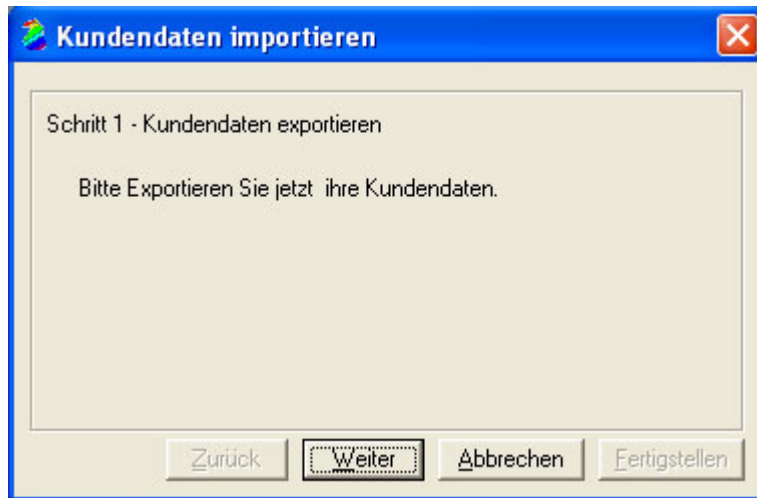 Kundendaten importieren
Schritt 1 - Kundendaten exportieren
Bitte Exportieren Sie jetzt  ihre Kundendaten.
Zurück Weiter Abbrechen Fertigstellen